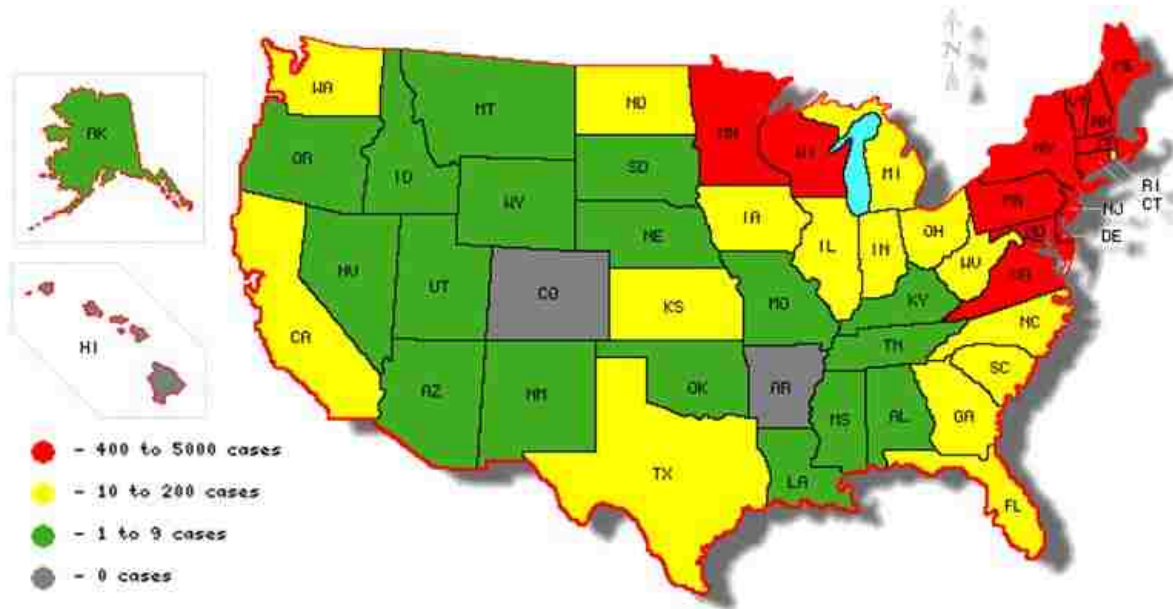 N
N
WA
MT
ND
MN
ME
AK
OR
ID
WY
SD
WI
MI
NY
NH
RI
CT
NJ
DE
PA
MD
VA
WV
OH
IN
IL
IA
NE
NV
UT
CO
KS
MO
KY
CA
HI
AZ
NM
OK
AR
TN
NC
SC
MS
AL
GA
TX
LA
FL
- 400 to 5000 cases
- 10 to 200 cases
- 1 to 9 cases
- 0 cases